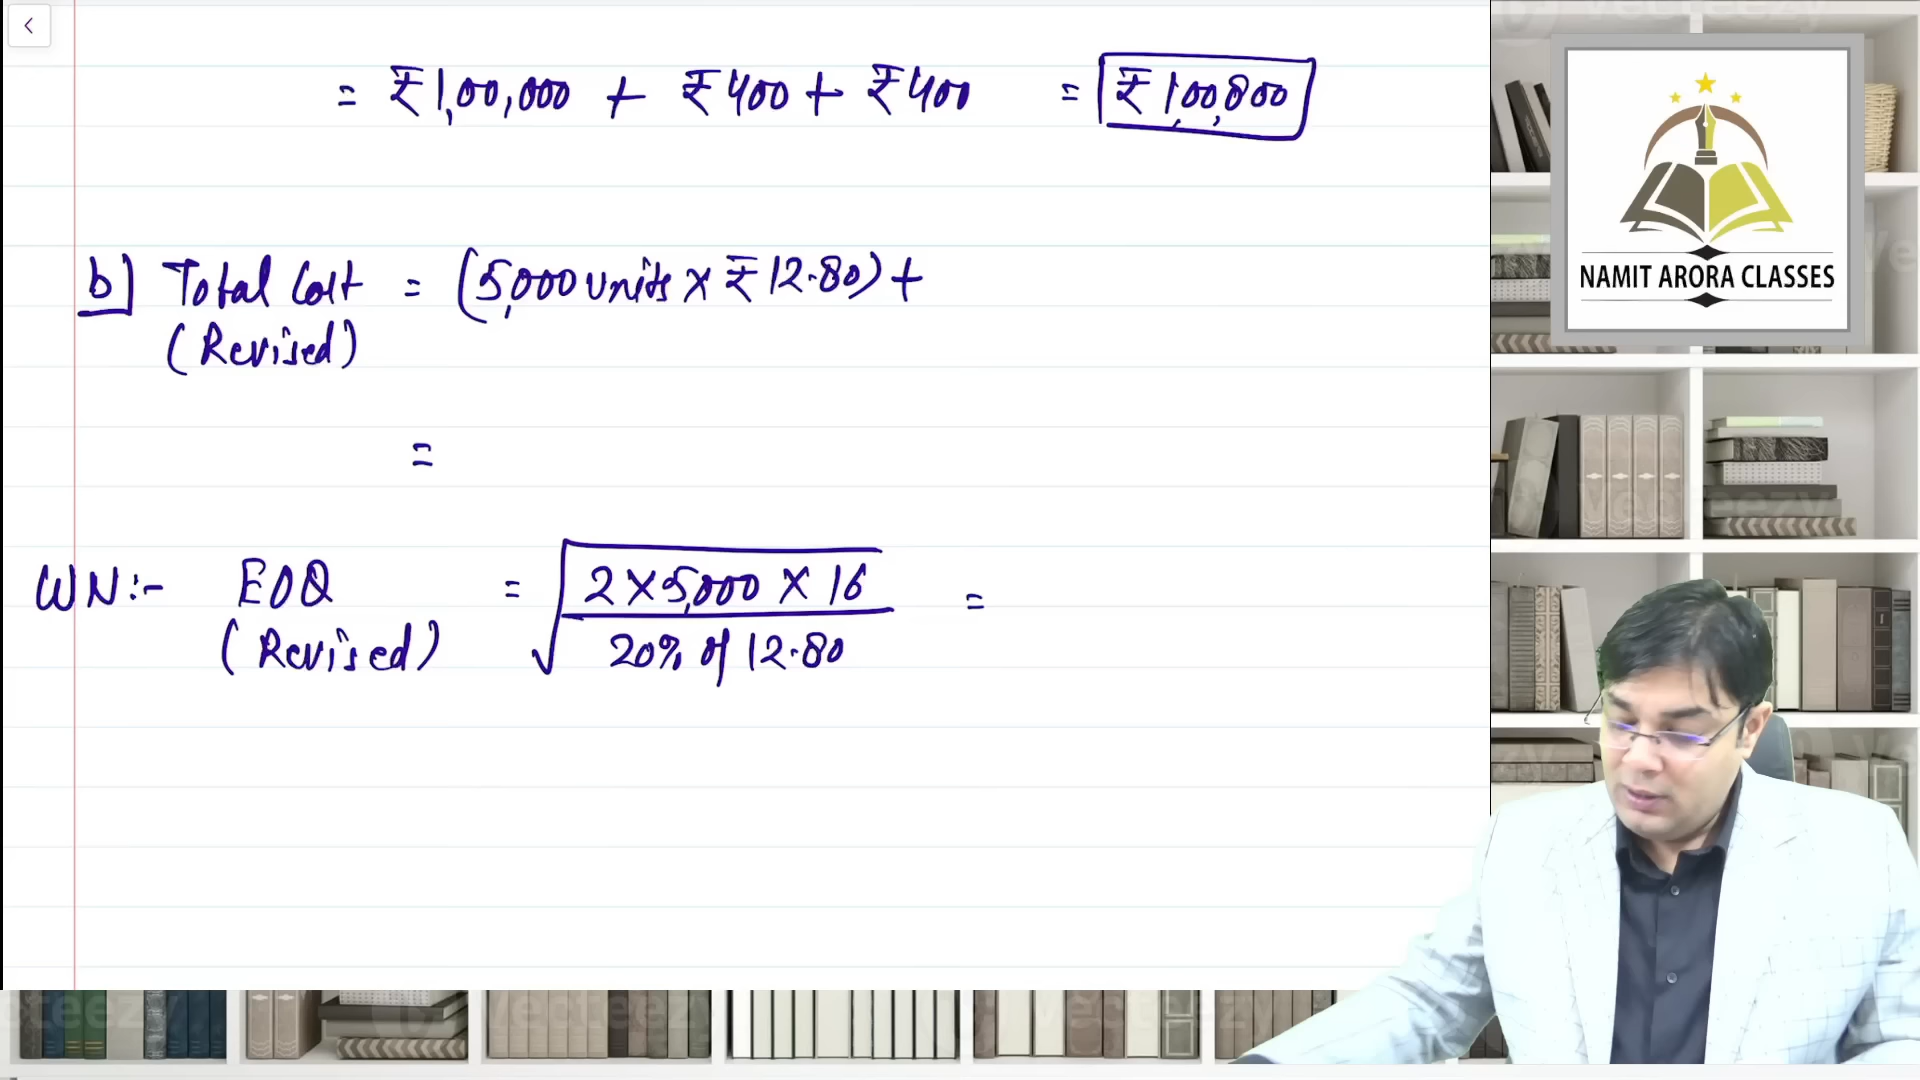 = ₹1,00,000 + ₹400 + ₹400 = ₹1,00,800
b] Total Cost = (5,000 units × ₹12.80) +
(Revised)
=
WN:- EOQ = √ 2 × 5,000 × 16 =
(Revised) 20% of 12.80
NAMIT ARORA CLASSES